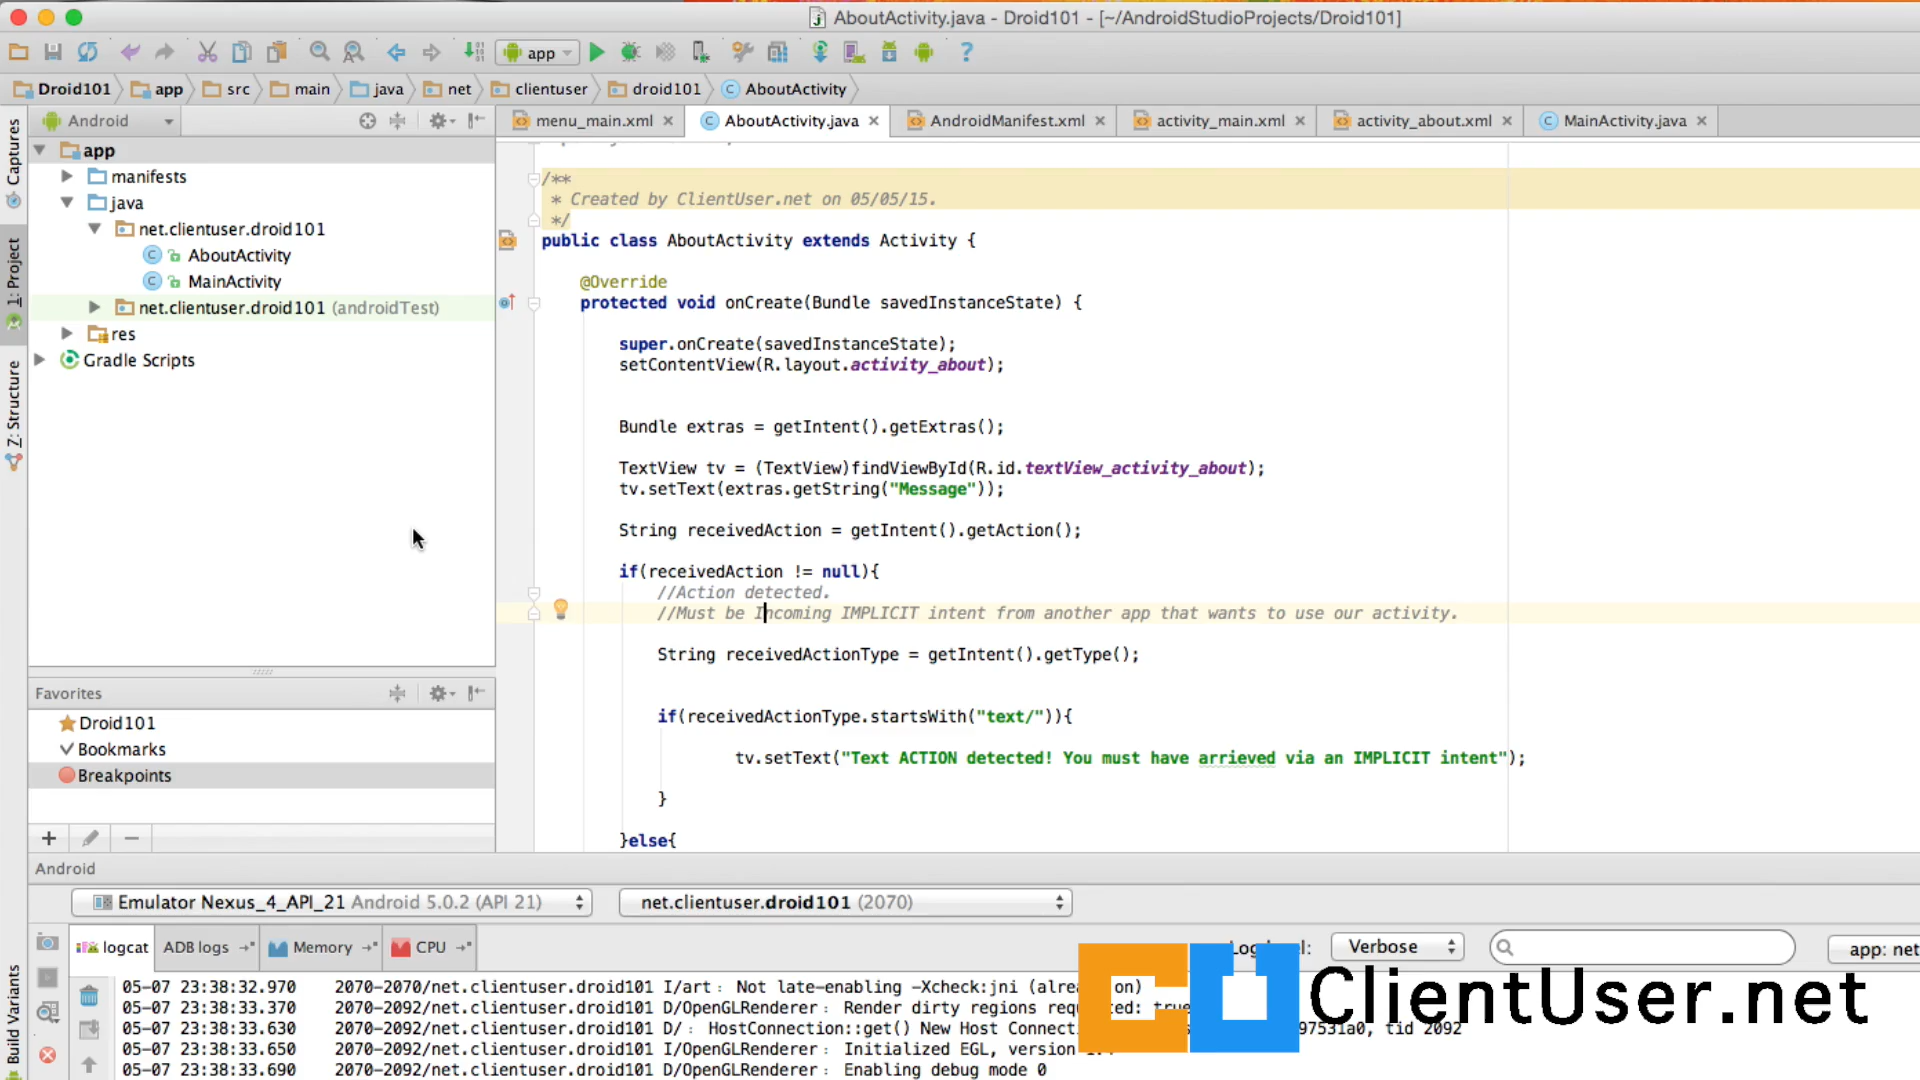 AboutActivity.java - Droid101 - [~/AndroidStudioProjects/Droid101]
app
Droid101 app src main java net clientuser droid101 AboutActivity
Android
menu_main.xml AboutActivity.java AndroidManifest.xml activity_main.xml activity_about.xml MainActivity.java
Captures
1: Project
Z: Structure
Build Variants
app
manifests
java
net.clientuser.droid101
AboutActivity
MainActivity
net.clientuser.droid101 (androidTest)
res
Gradle Scripts
Favorites
Droid101
Bookmarks
Breakpoints
/**
* Created by ClientUser.net on 05/05/15.
*/
public class AboutActivity extends Activity {
@Override
protected void onCreate(Bundle savedInstanceState) {
super.onCreate(savedInstanceState);
setContentView(R.layout.activity_about);
Bundle extras = getIntent().getExtras();
TextView tv = (TextView)findViewById(R.id.textView_activity_about);
tv.setText(extras.getString("Message"));
String receivedAction = getIntent().getAction();
if(receivedAction != null){
//Action detected.
//Must be Incoming IMPLICIT intent from another app that wants to use our activity.
String receivedActionType = getIntent().getType();
if(receivedActionType.startsWith("text/")){
tv.setText("Text ACTION detected! You must have arrieved via an IMPLICIT intent");
}
}else{
Android
Emulator Nexus_4_API_21 Android 5.0.2 (API 21) net.clientuser.droid101 (2070)
logcat ADB logs Memory CPU Verbose app: net
05-07 23:38:32.970 2070-2070/net.clientuser.droid101 I/art﹕ Not late-enabling -Xcheck:jni (already on)
05-07 23:38:33.370 2070-2092/net.clientuser.droid101 D/OpenGLRenderer﹕ Render dirty regions requested: true
05-07 23:38:33.630 2070-2092/net.clientuser.droid101 D/﹕ HostConnection::get() New Host Connecti 97531a0, tid 2092
05-07 23:38:33.650 2070-2092/net.clientuser.droid101 I/OpenGLRenderer﹕ Initialized EGL, version
05-07 23:38:33.690 2070-2092/net.clientuser.droid101 D/OpenGLRenderer﹕ Enabling debug mode 0
ClientUser.net